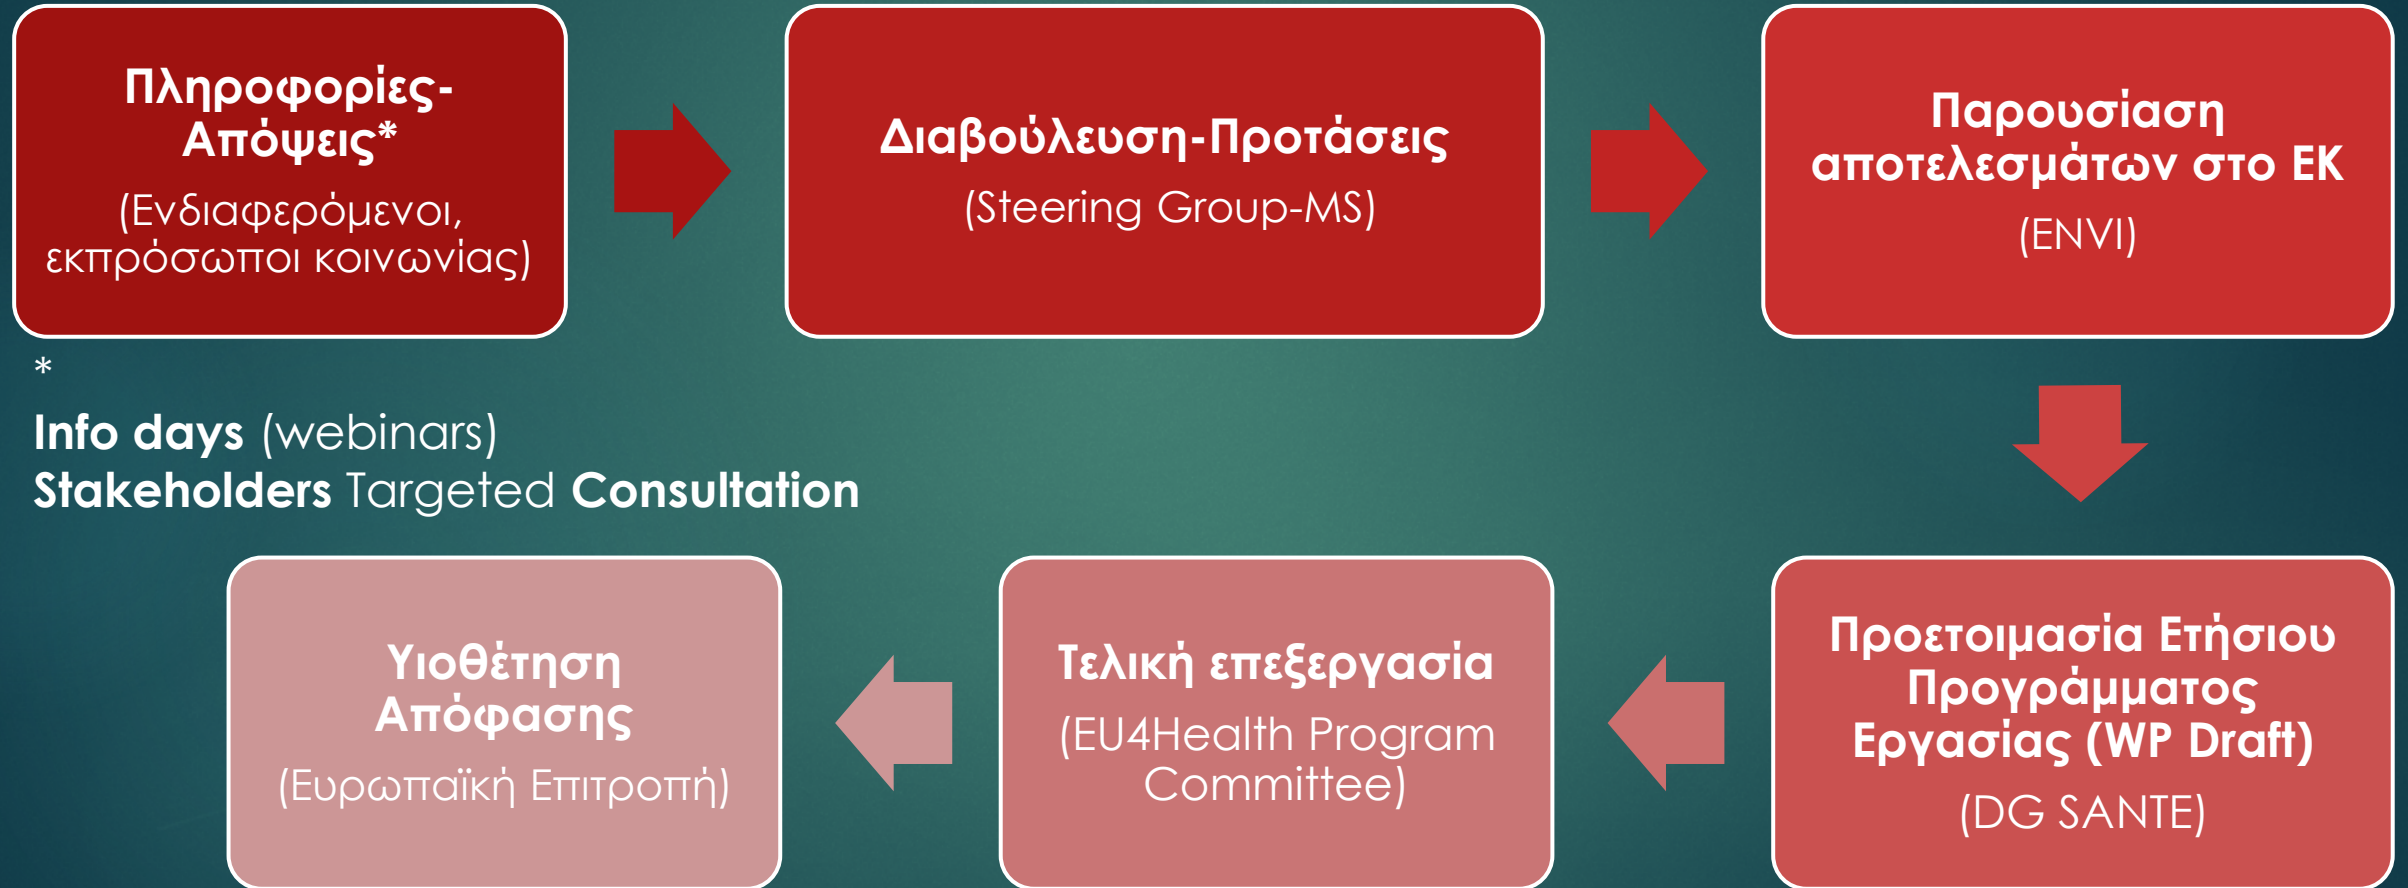 Πληροφορίες-
Απόψεις*
(Ενδιαφερόμενοι,
εκπρόσωποι κοινωνίας)
Διαβούλευση-Προτάσεις
(Steering Group-MS)
Παρουσίαση
αποτελεσμάτων στο ΕΚ
(ENVI)
*
Info days (webinars)
Stakeholders Targeted Consultation
Προετοιμασία Ετήσιου
Προγράμματος
Εργασίας (WP Draft)
(DG SANTE)
Τελική επεξεργασία
(EU4Health Program
Committee)
Υιοθέτηση
Απόφασης
(Ευρωπαϊκή Επιτροπή)